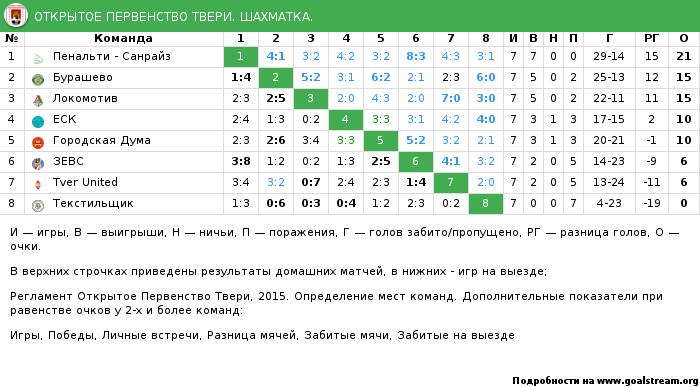 ОТКРЫТОЕ ПЕРВЕНСТВО ТВЕРИ. ШАХМАТКА.
№ Команда 1 2 3 4 5 6 7 8 И В Н П Г РГ О
1 Пенальти - Санрайз 1 4:1 3:2 4:2 3:2 8:3 4:3 3:1 7 7 0 0 29-14 15 21
2 Бурашево 1:4 2 5:2 3:1 6:2 2:1 2:3 6:0 7 5 0 2 25-13 12 15
3 Локомотив 2:3 2:5 3 2:0 4:3 2:0 7:0 3:0 7 5 0 2 22-11 11 15
4 ЕСК 2:4 1:3 0:2 4 3:3 3:1 4:2 4:0 7 3 1 3 17-15 2 10
5 Городская Дума 2:3 2:6 3:4 3:3 5 5:2 3:2 2:1 7 3 1 3 20-21 -1 10
6 ЗЕВС 3:8 1:2 0:2 1:3 2:5 6 4:1 3:2 7 2 0 5 14-23 -9 6
7 Tver United 3:4 3:2 0:7 2:4 2:3 1:4 7 2:0 7 2 0 5 13-24 -11 6
8 Текстильщик 1:3 0:6 0:3 0:4 1:2 2:3 0:2 8 7 0 0 7 4-23 -19 0
И — игры, В — выигрыши, Н — ничьи, П — поражения, Г — голов забито/пропущено, РГ — разница голов, О —
очки.
В верхних строчках приведены результаты домашних матчей, в нижних - игр на выезде;
Регламент Открытое Первенство Твери, 2015. Определение мест команд. Дополнительные показатели при
равенстве очков у 2-х и более команд:
Игры, Победы, Личные встречи, Разница мячей, Забитые мячи, Забитые на выезде
Подробности на www.goalstream.org